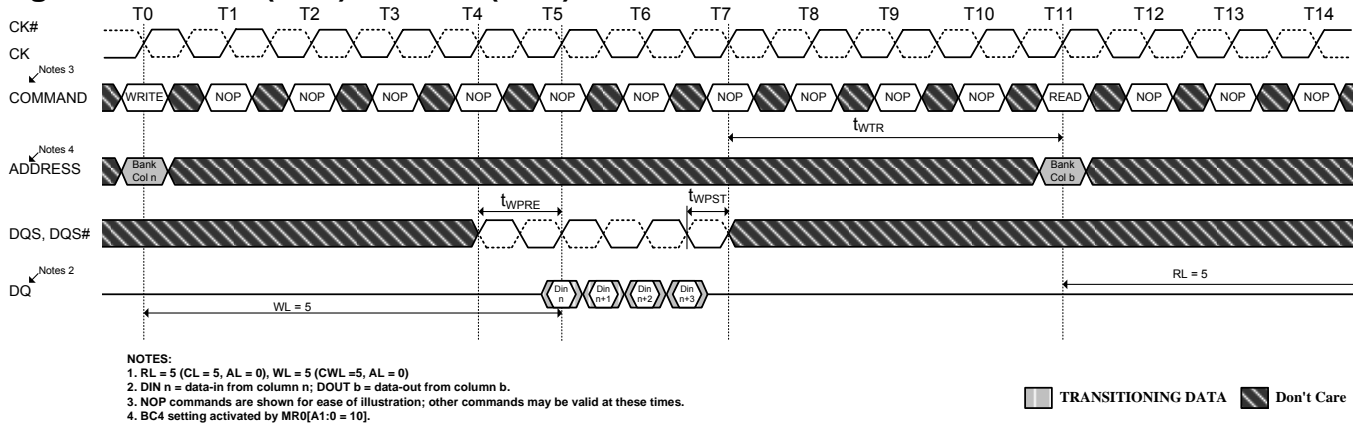 T0 T1 T2 T3 T4 T5 T6 T7 T8 T9 T10 T11 T12 T13 T14
CK#
CK
Notes 3
COMMAND WRITE NOP NOP NOP NOP NOP NOP NOP NOP NOP NOP READ NOP NOP NOP
tWTR
Notes 4
ADDRESS
Bank
Col n
Bank
Col b
tWPRE
tWPST
DQS, DQS#
Notes 2
DQ
Din
n
Din
n+1
Din
n+2
Din
n+3
WL = 5
RL = 5
NOTES:
1. RL = 5 (CL = 5, AL = 0), WL = 5 (CWL =5, AL = 0)
2. DIN n = data-in from column n; DOUT b = data-out from column b.
3. NOP commands are shown for ease of illustration; other commands may be valid at these times.
4. BC4 setting activated by MR0[A1:0 = 10].
TRANSITIONING DATA
Don't Care